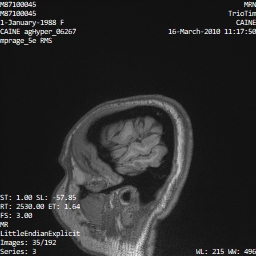 M87100045
MRN
M87100045
TrioTim
1-January-1988 F
CAINE
CAINE agHyper_06267
16-March-2010 11:17:50
mprage_5e RMS
ST: 1.00 SL: -57.85
RT: 2530.00 ET: 1.64
FS: 3.00
MR
LittleEndianExplicit
Images: 35/192
Series: 3
WL: 215 WW: 496